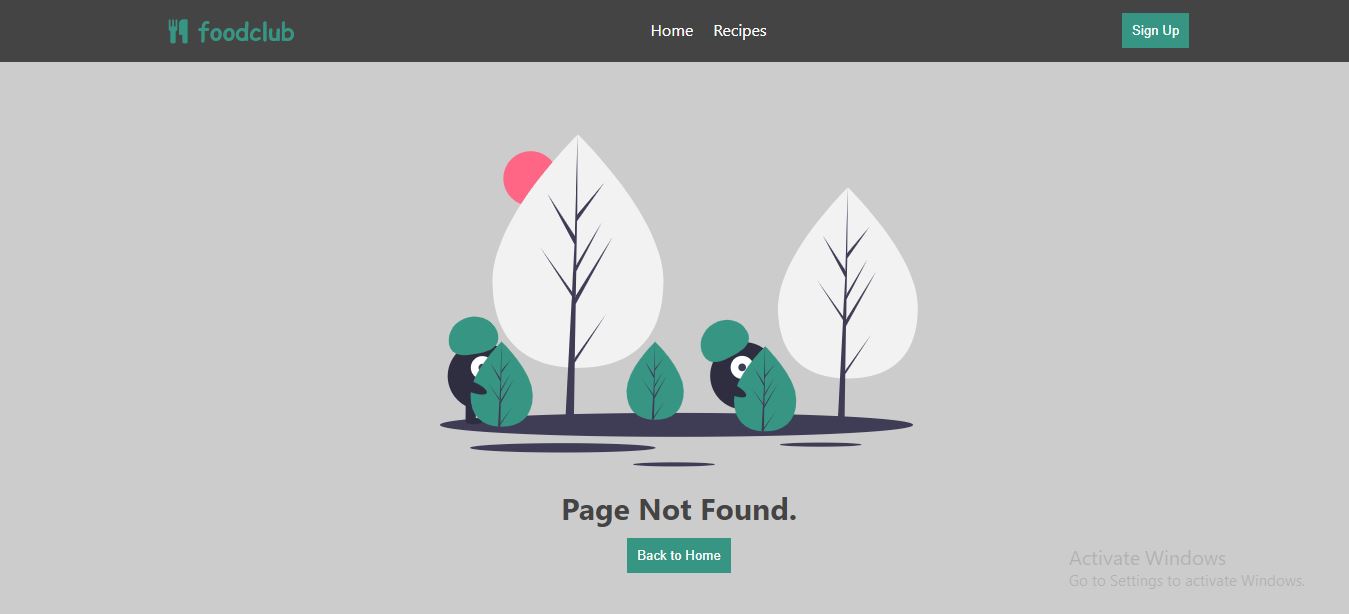 foodclub
Home
Recipes
Sign Up
Page Not Found.
Back to Home
Activate Windows
Go to Settings to activate Windows.